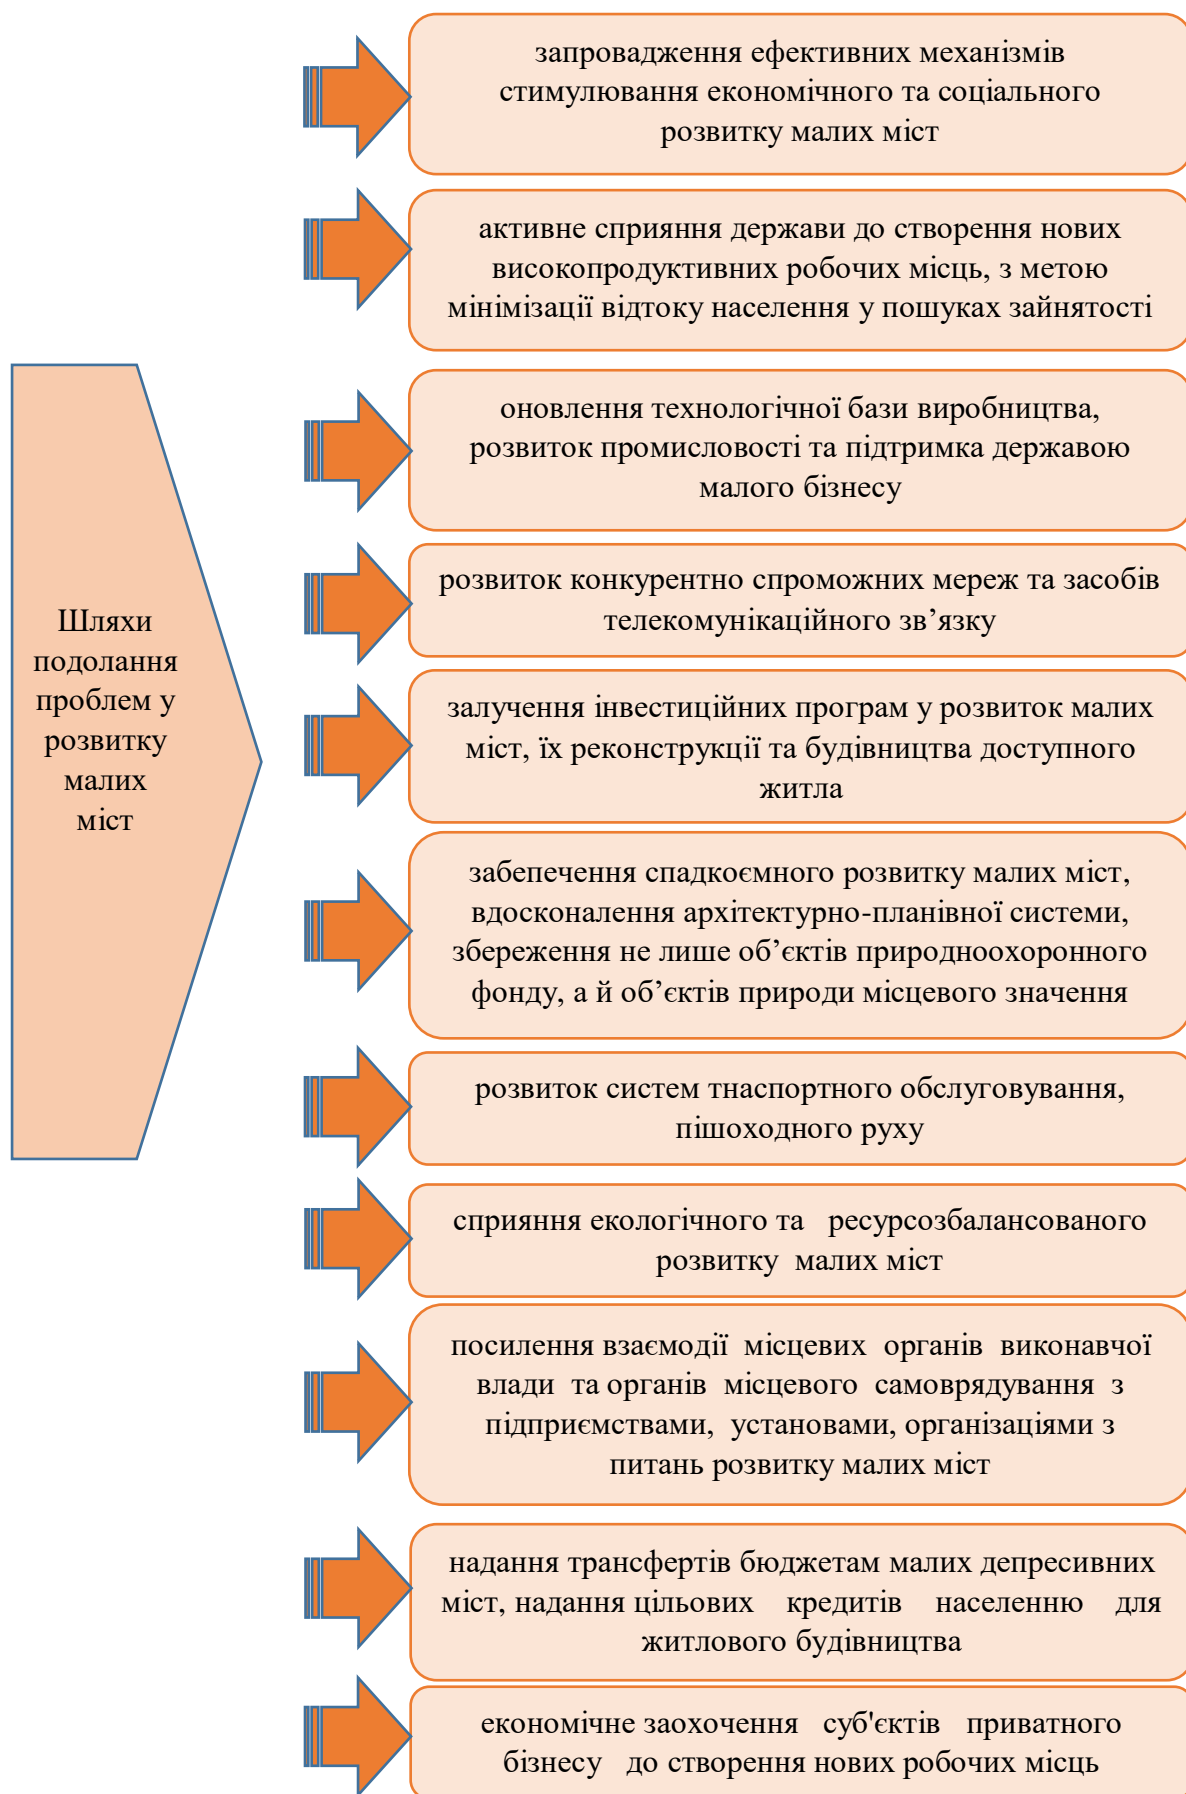 Шляхи
подолання
проблем у
розвитку
малих
міст
запровадження ефективних механізмів
стимулювання економічного та соціального
розвитку малих міст
активне сприяння держави до створення нових
високопродуктивних робочих місць, з метою
мінімізації відтоку населення у пошуках зайнятості
оновлення технологічної бази виробництва,
розвиток промисловості та підтримка державою
малого бізнесу
розвиток конкурентно спроможних мереж та засобів
телекомунікаційного зв’язку
залучення інвестиційних програм у розвиток малих
міст, їх реконструкції та будівництва доступного
житла
забепечення спадкоємного розвитку малих міст,
вдосконалення архітектурно-планівної системи,
збереження не лише об’єктів природноохоронного
фонду, а й об’єктів природи місцевого значення
розвиток систем тнаспортного обслуговування,
пішоходного руху
сприяння екологічного та ресурсозбалансованого
розвитку малих міст
посилення взаємодії місцевих органів виконавчої
влади та органів місцевого самоврядування з
підприємствами, установами, організаціями з
питань розвитку малих міст
надання трансфертів бюджетам малих депресивних
міст, надання цільових кредитів населенню для
житлового будівництва
економічне заохочення суб'єктів приватного
бізнесу до створення нових робочих місць